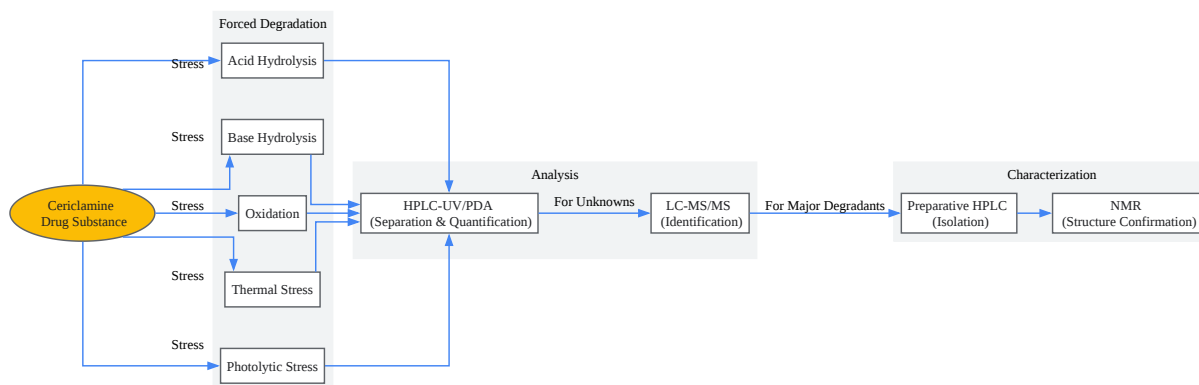 Forced Degradation
Stress
Acid Hydrolysis
Stress
Base Hydrolysis
Cericlamine
Drug Substance
Stress
Oxidation
Stress
Thermal Stress
Stress
Photolytic Stress
Analysis
HPLC-UV/PDA
(Separation & Quantification)
For Unknowns
LC-MS/MS
(Identification)
For Major Degradants
Characterization
Preparative HPLC
(Isolation)
NMR
(Structure Confirmation)